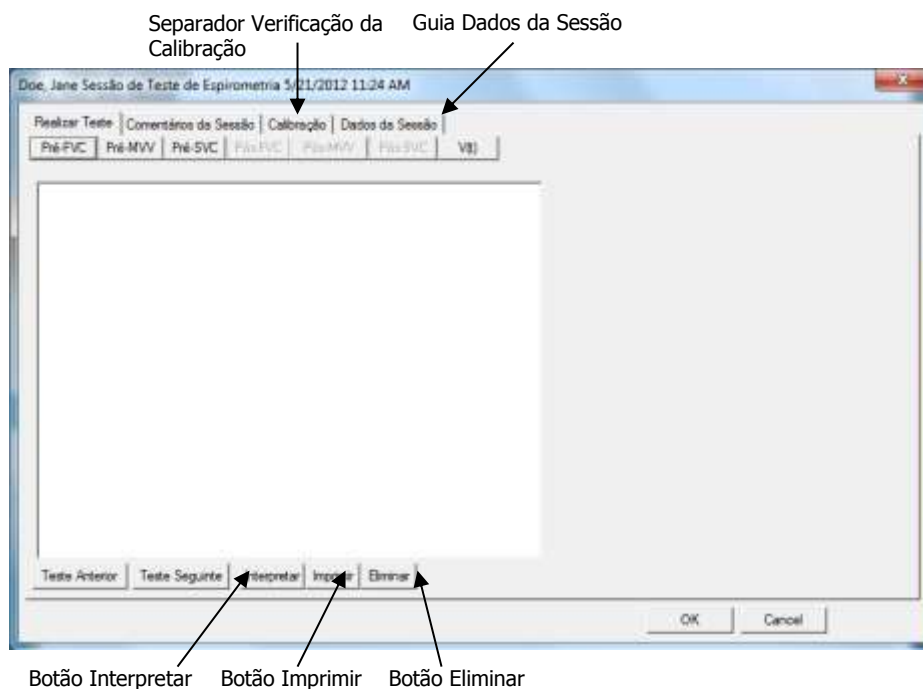 Separador Verificação da
Calibração
Guia Dados da Sessão
Doe, Jane Sessão de Teste de Espirometria 5/21/2012 11:24 AM
Realizar Teste Comentários da Sessão Calibração Dados da Sessão
Pré-FVC Pré-MVV Pré-SVC Pós-FVC Pós-MVV Pós-SVC
Teste Anterior Teste Seguinte Interpretar Imprimir Eliminar
OK Cancel
Botão Interpretar Botão Imprimir Botão Eliminar